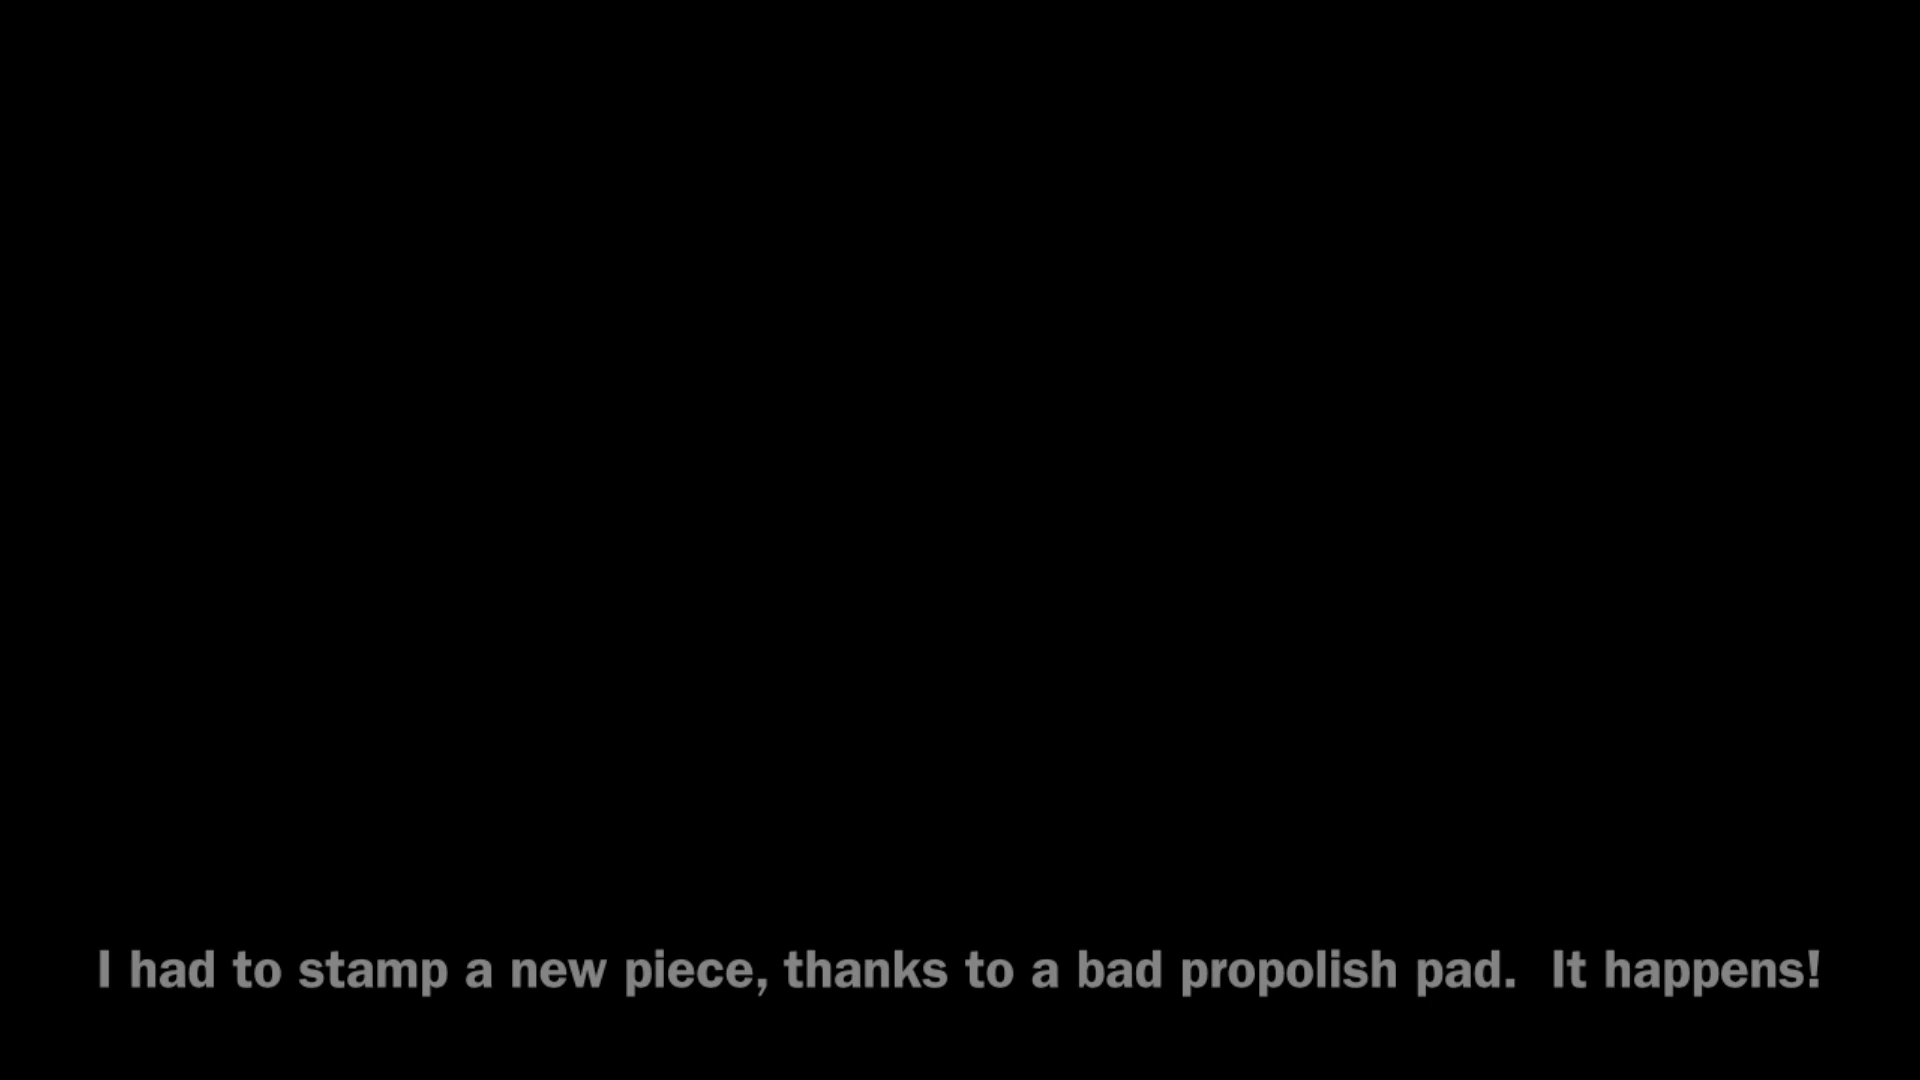 I had to stamp a new piece, thanks to a bad propolish pad.  It happens!